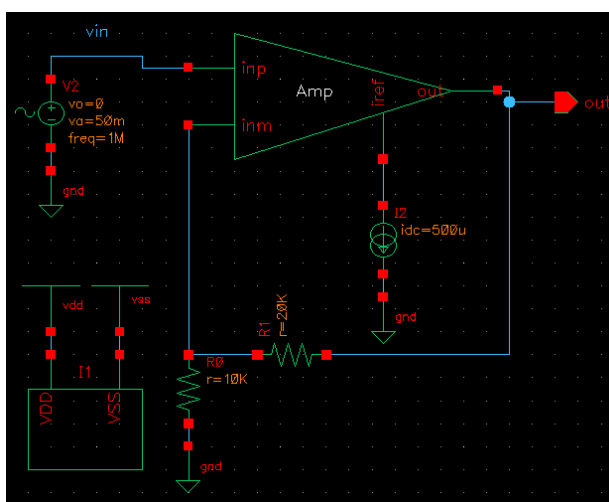 vin
V2
vo=0
va=50m
freq=1M
gnd
inp
inm
Amp
iref
out
out
I2
idc=500u
gnd
vdd
vss
I1
VDD
VSS
R1
r=20K
R0
r=10K
gnd